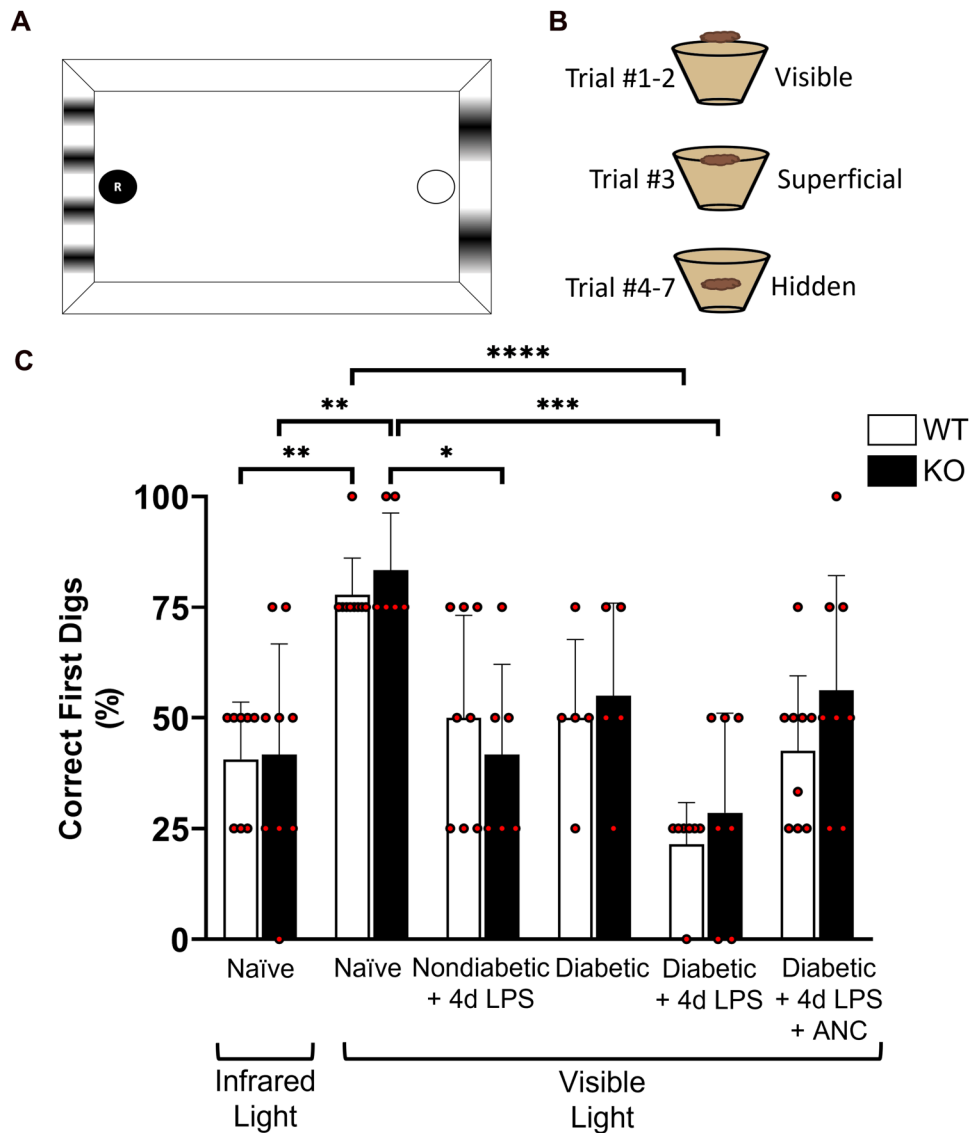 A
R
B
Trial #1-2
Visible
Trial #3
Superficial
Trial #4-7
Hidden
C
****
**
***
**
*
WT
KO
Correct First Digs
(%)
100
75
50
25
0
Naïve
Naïve
Nondiabetic
+ 4d LPS
Diabetic
Diabetic
+ 4d LPS
Diabetic
+ 4d LPS
+ ANC
Infrared
Light
Visible
Light